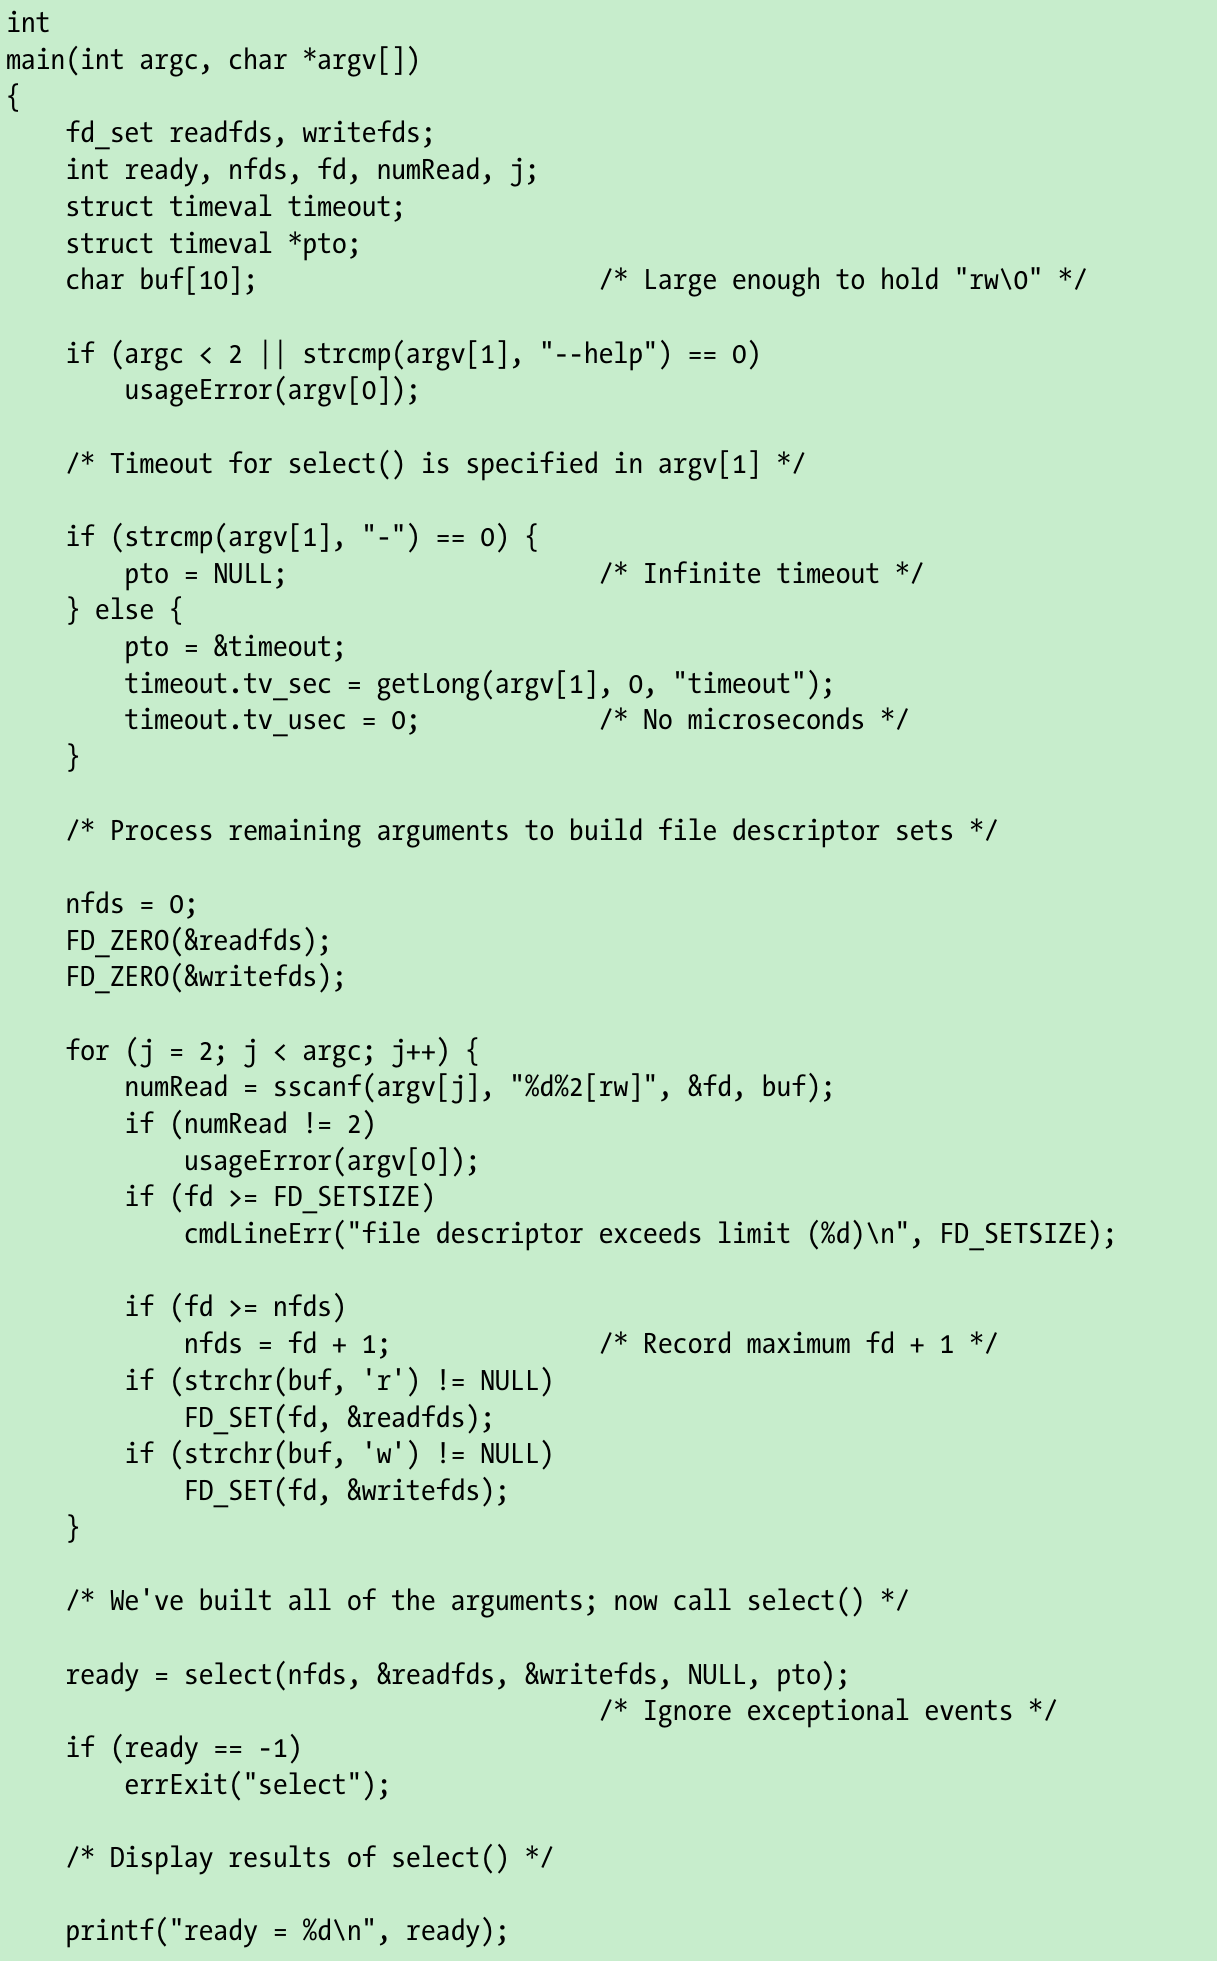 int
main(int argc, char *argv[])
{
    fd_set readfds, writefds;
    int ready, nfds, fd, numRead, j;
    struct timeval timeout;
    struct timeval *pto;
    char buf[10];                       /* Large enough to hold "rw\0" */

    if (argc < 2 || strcmp(argv[1], "--help") == 0)
        usageError(argv[0]);

    /* Timeout for select() is specified in argv[1] */

    if (strcmp(argv[1], "-") == 0) {
        pto = NULL;                     /* Infinite timeout */
    } else {
        pto = &timeout;
        timeout.tv_sec = getLong(argv[1], 0, "timeout");
        timeout.tv_usec = 0;            /* No microseconds */
    }

    /* Process remaining arguments to build file descriptor sets */

    nfds = 0;
    FD_ZERO(&readfds);
    FD_ZERO(&writefds);

    for (j = 2; j < argc; j++) {
        numRead = sscanf(argv[j], "%d%2[rw]", &fd, buf);
        if (numRead != 2)
            usageError(argv[0]);
        if (fd >= FD_SETSIZE)
            cmdLineErr("file descriptor exceeds limit (%d)\n", FD_SETSIZE);

        if (fd >= nfds)
            nfds = fd + 1;              /* Record maximum fd + 1 */
        if (strchr(buf, 'r') != NULL)
            FD_SET(fd, &readfds);
        if (strchr(buf, 'w') != NULL)
            FD_SET(fd, &writefds);
    }

    /* We've built all of the arguments; now call select() */

    ready = select(nfds, &readfds, &writefds, NULL, pto);
                                        /* Ignore exceptional events */
    if (ready == -1)
        errExit("select");

    /* Display results of select() */

    printf("ready = %d\n", ready);